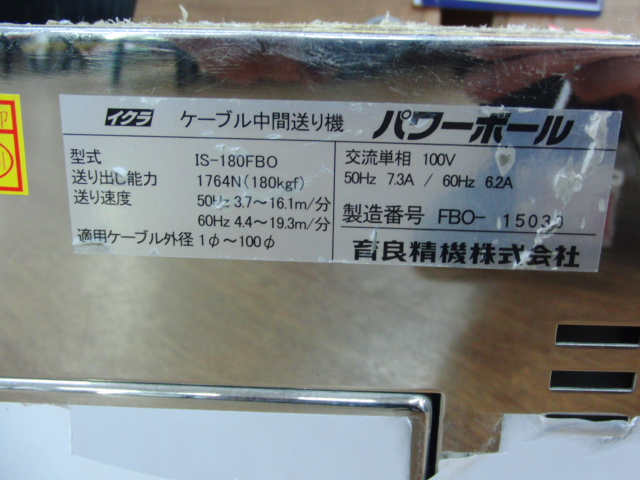 イクラ ケーブル中間送り機 パワーボール
型式 IS-180FBO
送り出し能力 1764N(180kgf)
送り速度 50Hz 3.7～16.1m/分
60Hz 4.4～19.3m/分
適用ケーブル外径 1φ～100φ
交流単相 100V
50Hz 7.3A / 60Hz 6.2A
製造番号 FBO-
育良精機株式会社